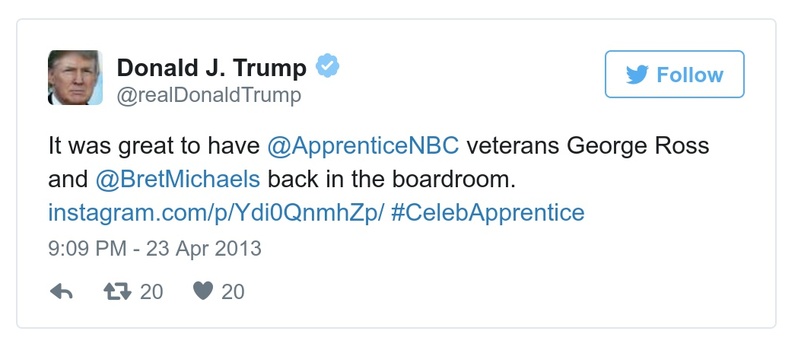 Donald J. Trump
@realDonaldTrump
Follow
It was great to have @ApprenticeNBC veterans George Ross
and @BretMichaels back in the boardroom.
instagram.com/p/Ydi0QnmhZp/ #CelebApprentice
9:09 PM - 23 Apr 2013
20
20